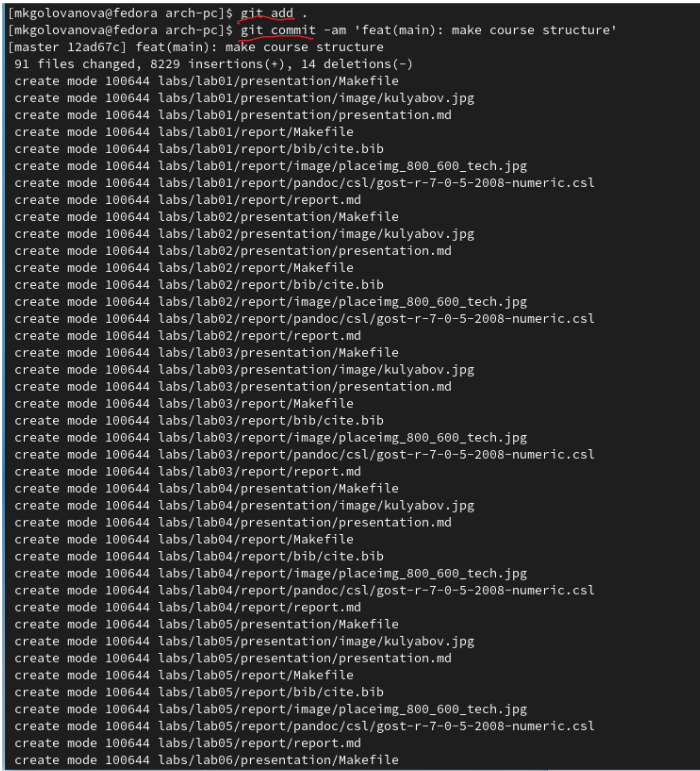 [mkgolovanova@fedora arch-pc]$ git add .
[mkgolovanova@fedora arch-pc]$ git commit -am 'feat(main): make course structure'
[master 12ad67c] feat(main): make course structure
 91 files changed, 8229 insertions(+), 14 deletions(-)
 create mode 100644 labs/lab01/presentation/Makefile
 create mode 100644 labs/lab01/presentation/image/kulyabov.jpg
 create mode 100644 labs/lab01/presentation/presentation.md
 create mode 100644 labs/lab01/report/Makefile
 create mode 100644 labs/lab01/report/bib/cite.bib
 create mode 100644 labs/lab01/report/image/placeimg_800_600_tech.jpg
 create mode 100644 labs/lab01/report/pandoc/csl/gost-r-7-0-5-2008-numeric.csl
 create mode 100644 labs/lab01/report/report.md
 create mode 100644 labs/lab02/presentation/Makefile
 create mode 100644 labs/lab02/presentation/image/kulyabov.jpg
 create mode 100644 labs/lab02/presentation/presentation.md
 create mode 100644 labs/lab02/report/Makefile
 create mode 100644 labs/lab02/report/bib/cite.bib
 create mode 100644 labs/lab02/report/image/placeimg_800_600_tech.jpg
 create mode 100644 labs/lab02/report/pandoc/csl/gost-r-7-0-5-2008-numeric.csl
 create mode 100644 labs/lab02/report/report.md
 create mode 100644 labs/lab03/presentation/Makefile
 create mode 100644 labs/lab03/presentation/image/kulyabov.jpg
 create mode 100644 labs/lab03/presentation/presentation.md
 create mode 100644 labs/lab03/report/Makefile
 create mode 100644 labs/lab03/report/bib/cite.bib
 create mode 100644 labs/lab03/report/image/placeimg_800_600_tech.jpg
 create mode 100644 labs/lab03/report/pandoc/csl/gost-r-7-0-5-2008-numeric.csl
 create mode 100644 labs/lab03/report/report.md
 create mode 100644 labs/lab04/presentation/Makefile
 create mode 100644 labs/lab04/presentation/image/kulyabov.jpg
 create mode 100644 labs/lab04/presentation/presentation.md
 create mode 100644 labs/lab04/report/Makefile
 create mode 100644 labs/lab04/report/bib/cite.bib
 create mode 100644 labs/lab04/report/image/placeimg_800_600_tech.jpg
 create mode 100644 labs/lab04/report/pandoc/csl/gost-r-7-0-5-2008-numeric.csl
 create mode 100644 labs/lab04/report/report.md
 create mode 100644 labs/lab05/presentation/Makefile
 create mode 100644 labs/lab05/presentation/image/kulyabov.jpg
 create mode 100644 labs/lab05/presentation/presentation.md
 create mode 100644 labs/lab05/report/Makefile
 create mode 100644 labs/lab05/report/bib/cite.bib
 create mode 100644 labs/lab05/report/image/placeimg_800_600_tech.jpg
 create mode 100644 labs/lab05/report/pandoc/csl/gost-r-7-0-5-2008-numeric.csl
 create mode 100644 labs/lab05/report/report.md
 create mode 100644 labs/lab06/presentation/Makefile